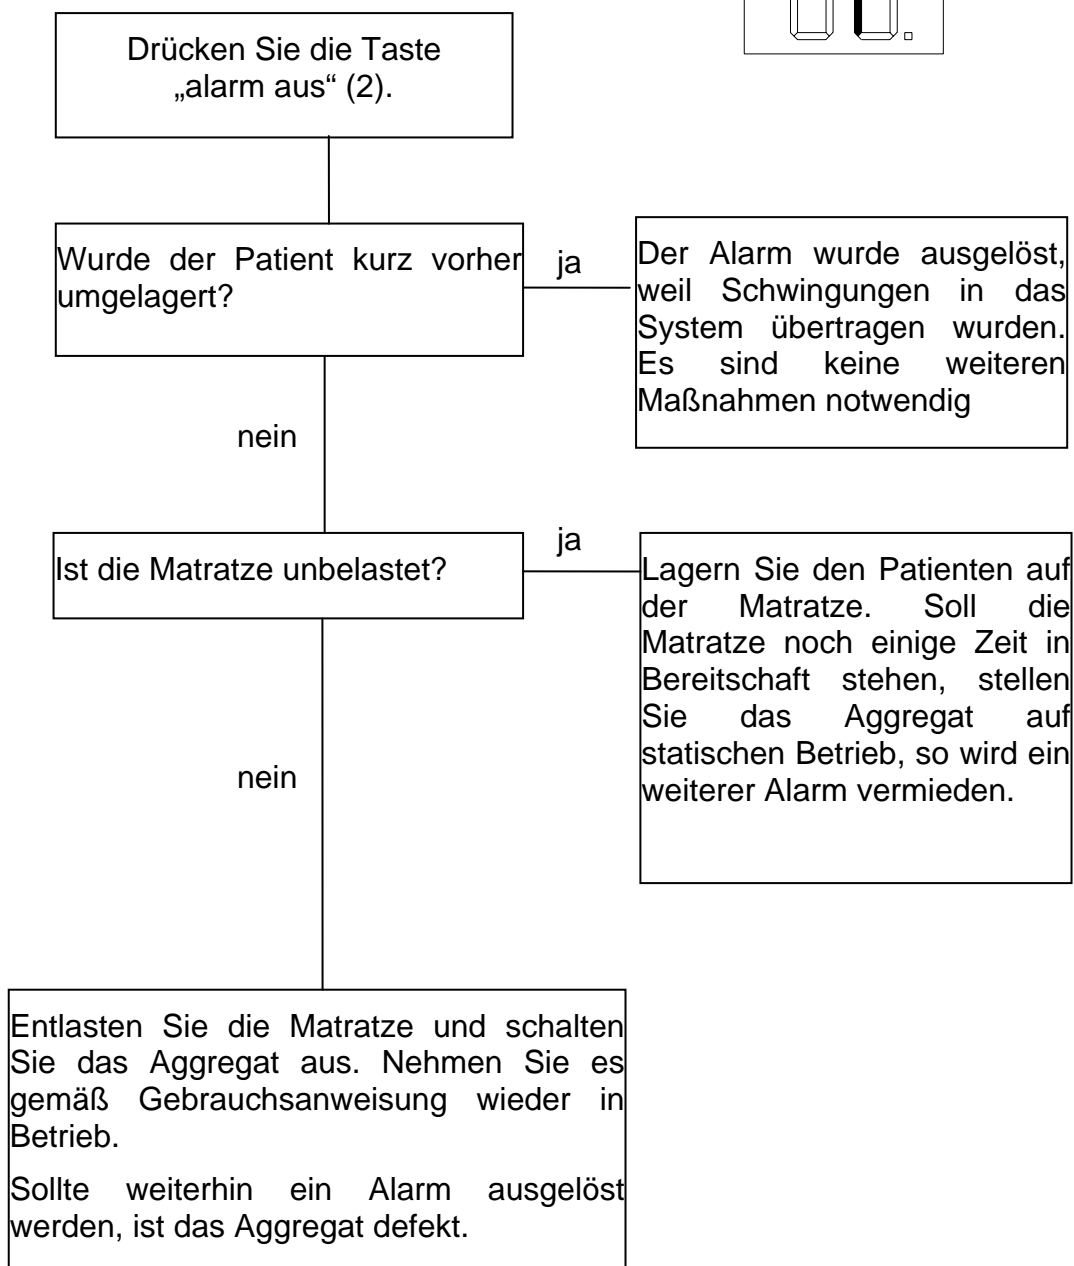 Drücken Sie die Taste
„alarm aus“ (2).
Wurde der Patient kurz vorher
umgelagert?
ja
Der Alarm wurde ausgelöst,
weil Schwingungen in das
System übertragen wurden.
Es sind keine weiteren
Maßnahmen notwendig
nein
Ist die Matratze unbelastet?
ja
Lagern Sie den Patienten auf
der Matratze. Soll die
Matratze noch einige Zeit in
Bereitschaft stehen, stellen
Sie das Aggregat auf
statischen Betrieb, so wird ein
weiterer Alarm vermieden.
nein
Entlasten Sie die Matratze und schalten
Sie das Aggregat aus. Nehmen Sie es
gemäß Gebrauchsanweisung wieder in
Betrieb.
Sollte weiterhin ein Alarm ausgelöst
werden, ist das Aggregat defekt.